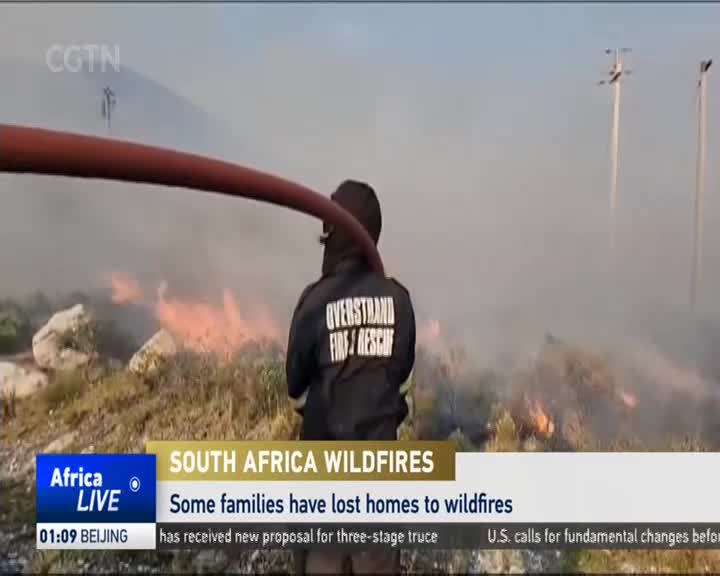 CGTN
OVERSTRAND
FIRE & RESCUE
SOUTH AFRICA WILDFIRES
Africa
LIVE
Some families have lost homes to wildfires
01:09 BEIJING
has received new proposal for three-stage truce U.S. calls for fundamental changes befor